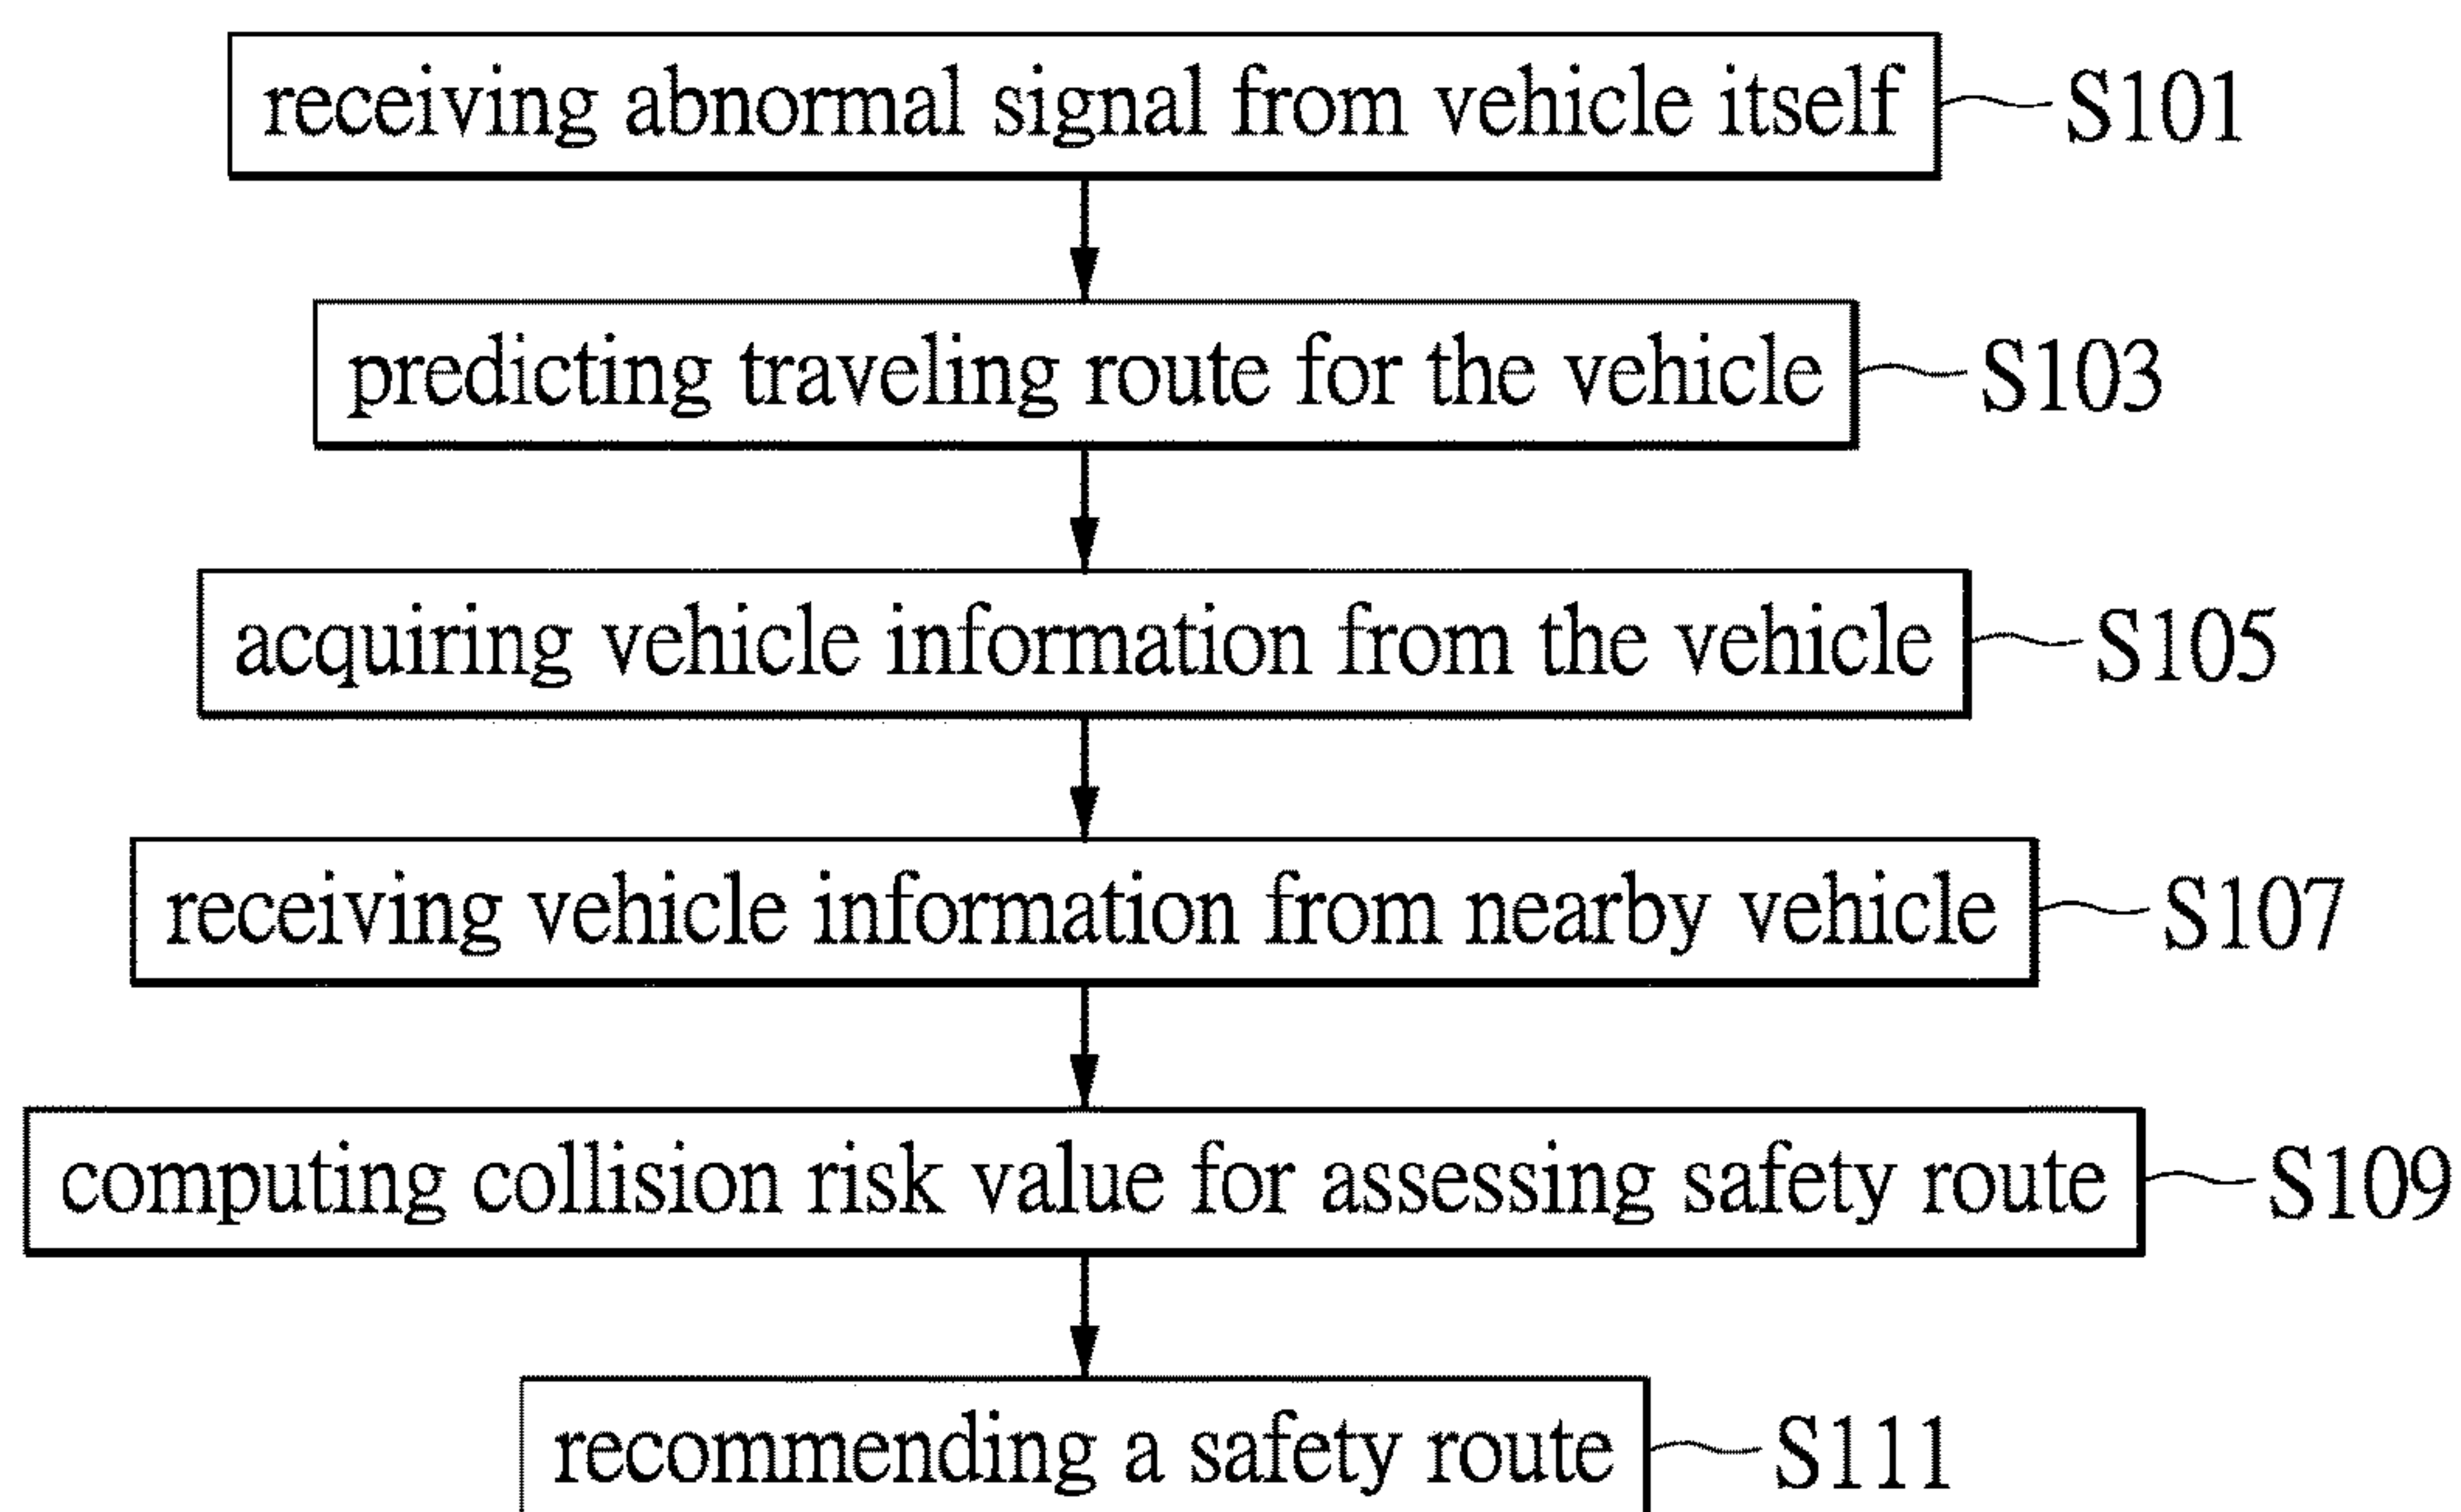 receiving abnormal signal from vehicle itself S101
predicting traveling route for the vehicle S103
acquiring vehicle information from the vehicle S105
receiving vehicle information from nearby vehicle S107
computing collision risk value for assessing safety route S109
recommending a safety route S111